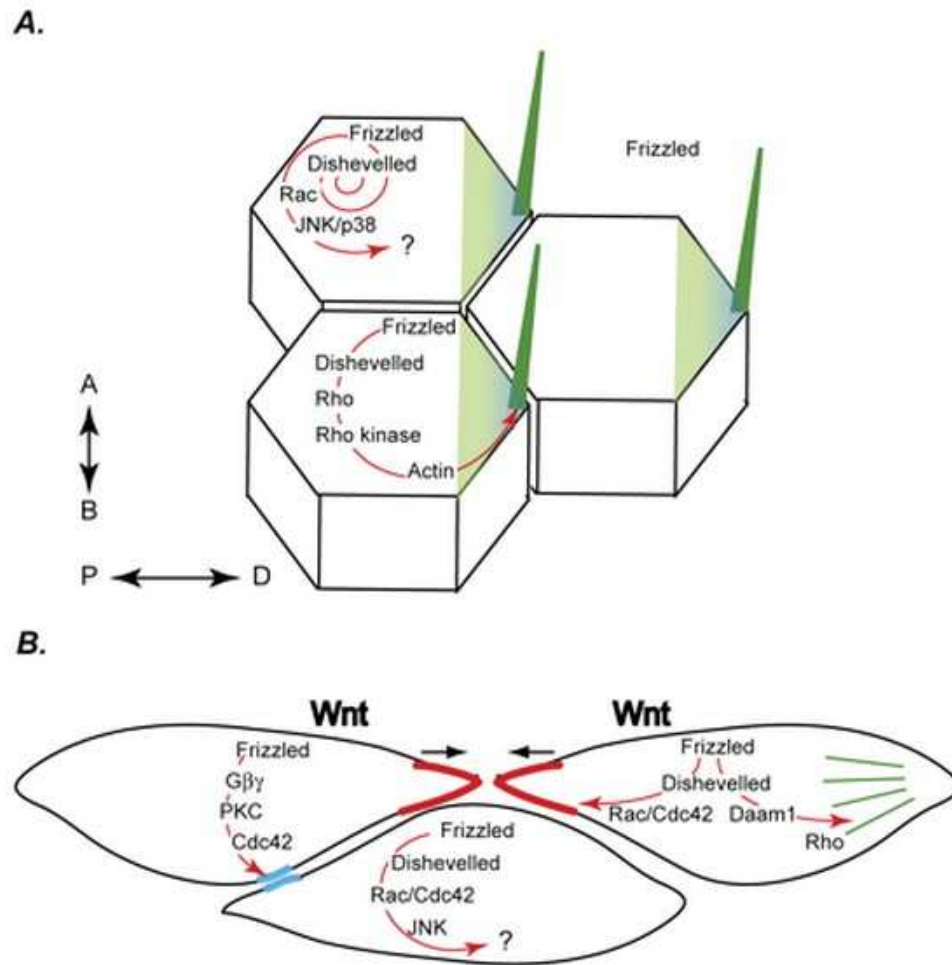 A.
Frizzled
Dishevelled
Rac
JNK/p38
?
Frizzled
Frizzled
Dishevelled
Rho
Rho kinase
Actin
A
B
P
D
B.
Wnt
Wnt
Frizzled
Gβγ
PKC
Cdc42
Frizzled
Dishevelled
Rac/Cdc42
JNK
?
Frizzled
Dishevelled
Rac/Cdc42
Daam1
Rho